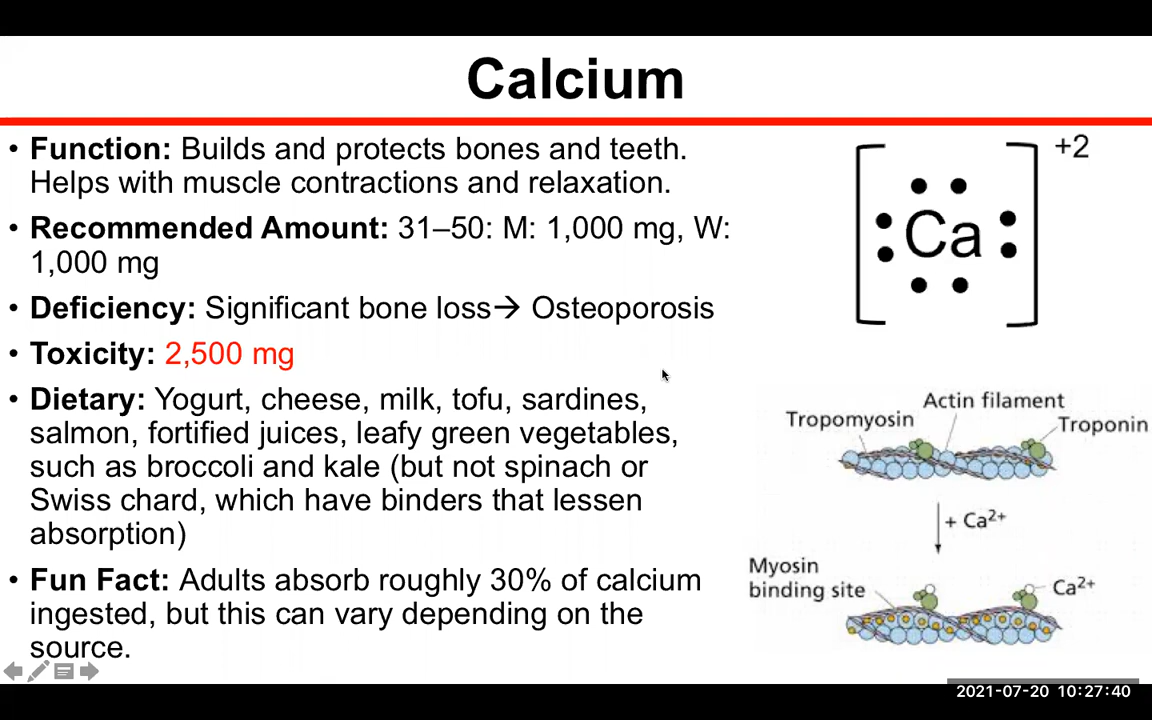 Calcium
• Function: Builds and protects bones and teeth.
Helps with muscle contractions and relaxation.
• Recommended Amount: 31–50: M: 1,000 mg, W:
1,000 mg
• Deficiency: Significant bone loss→ Osteoporosis
• Toxicity: 2,500 mg
• Dietary: Yogurt, cheese, milk, tofu, sardines,
salmon, fortified juices, leafy green vegetables,
such as broccoli and kale (but not spinach or
Swiss chard, which have binders that lessen
absorption)
• Fun Fact: Adults absorb roughly 30% of calcium
ingested, but this can vary depending on the
source.
+2
Ca
Actin filament
Tropomyosin
Troponin
+ Ca²⁺
Myosin
binding site
Ca²⁺
2021-07-20 10:27:40